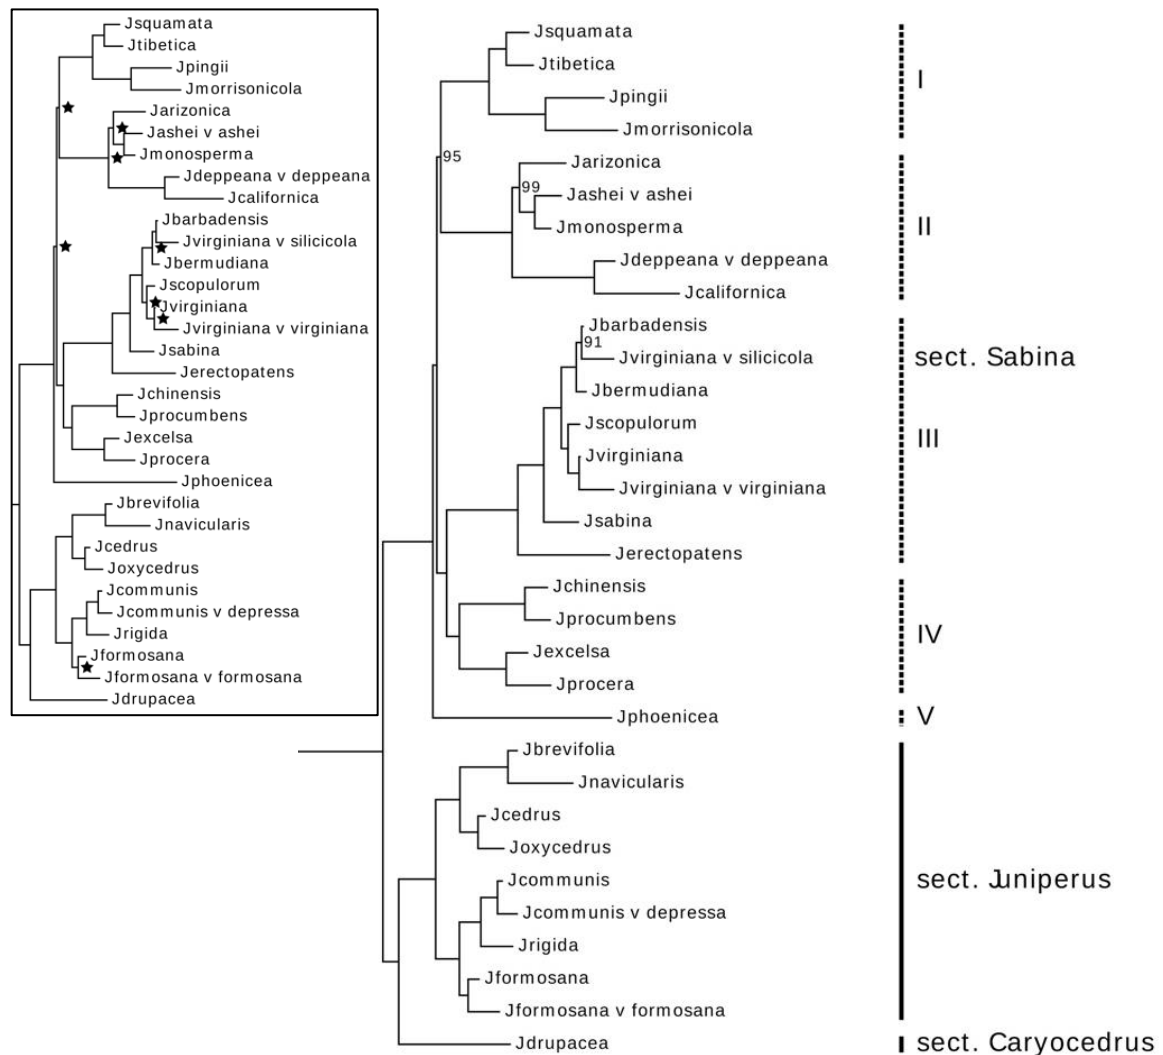 Jsquamata
Jtibetica
Jpingii
Jmorrisonicola
Jarizonica
Jashei v ashei
Jmonosperma
Jdeppeana v deppeana
Jcalifornica
Jbarbadensis
Jvirginiana v silicicola
Jbermudiana
Jscopulorum
Jvirginiana
Jvirginiana v virginiana
Jsabina
Jerectopatens
Jchinensis
Jprocumbens
Jexcelsa
Jprocera
Jphoenicea
Jbrevifolia
Jnavicularis
Jcedrus
Joxycedrus
Jcommunis
Jcommunis v depressa
Jrigida
Jformosana
Jformosana v formosana
Jdrupacea
Jsquamata
Jtibetica
Jpingii
Jmorrisonicola
95
Jarizonica
99
Jashei v ashei
Jmonosperma
Jdeppeana v deppeana
Jcalifornica
Jbarbadensis
91
Jvirginiana v silicicola
Jbermudiana
Jscopulorum
Jvirginiana
Jvirginiana v virginiana
Jsabina
Jerectopatens
Jchinensis
Jprocumbens
Jexcelsa
Jprocera
Jphoenicea
Jbrevifolia
Jnavicularis
Jcedrus
Joxycedrus
Jcommunis
Jcommunis v depressa
Jrigida
Jformosana
Jformosana v formosana
Jdrupacea
I
II
sect. Sabina
III
IV
V
sect. Juniperus
sect. Caryocedrus